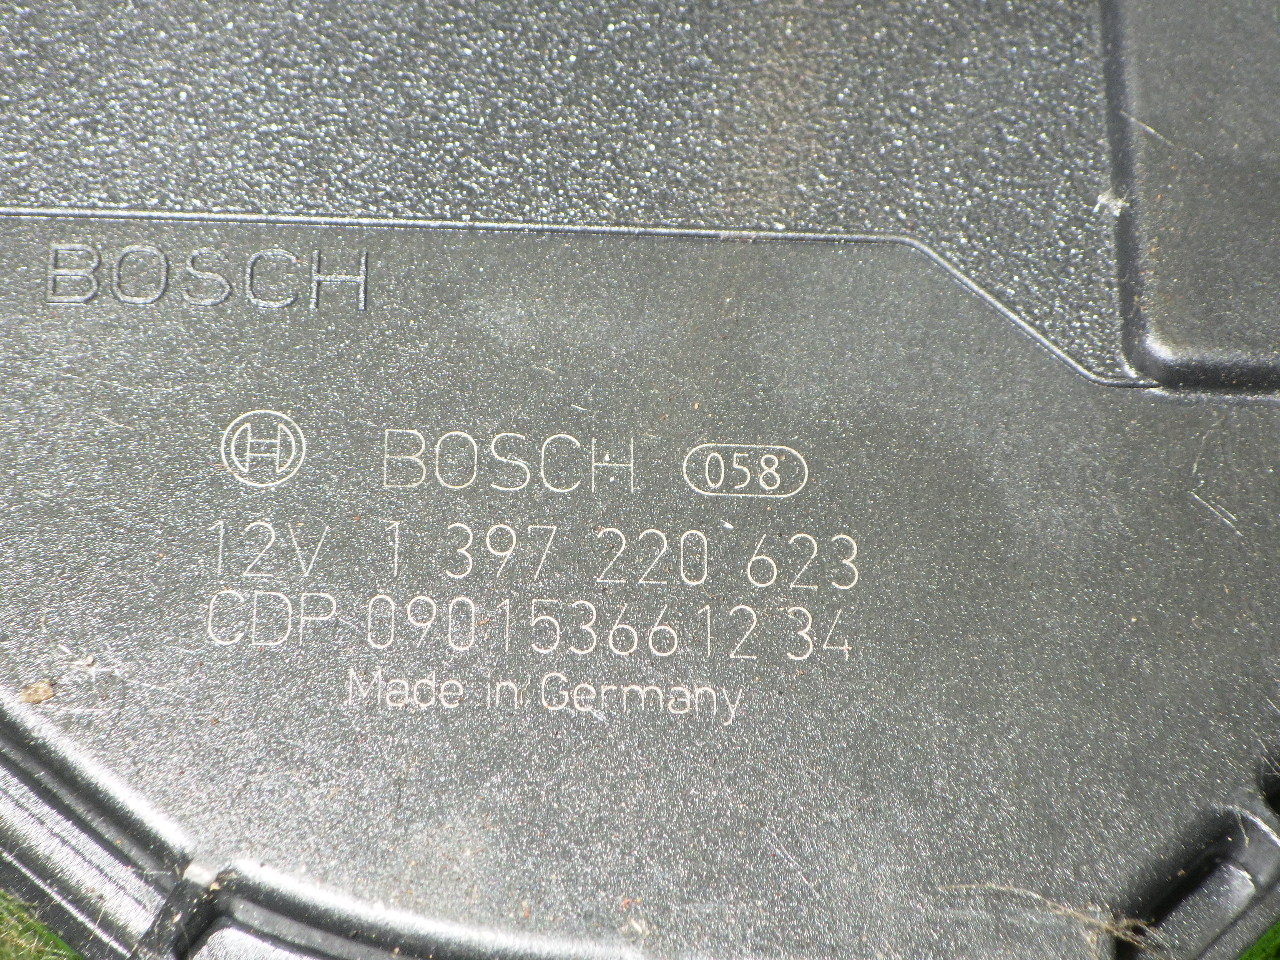 BOSCH
BOSCH 058
12V 1 397 220 623
CDP 0901536612 34
Made in Germany